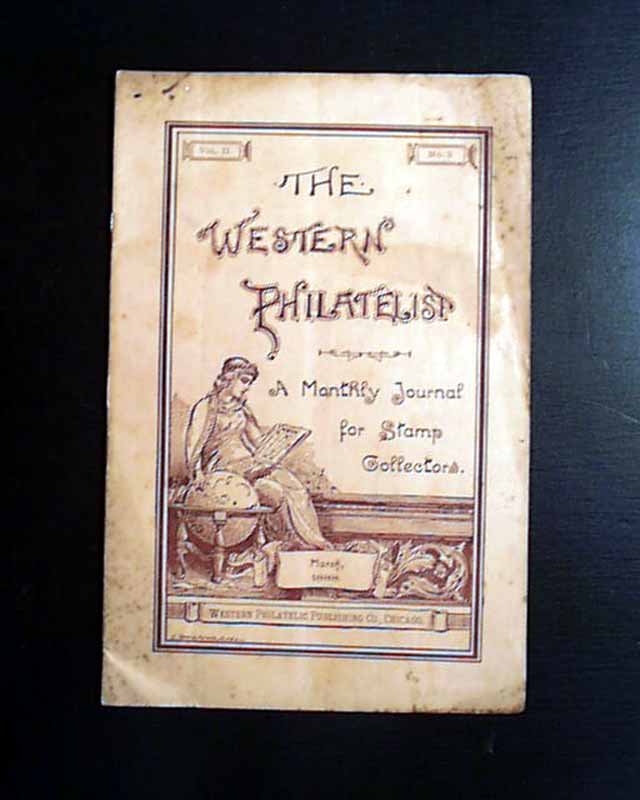 VOL. II.
No. 3
THE
WESTERN
PHILATELIST
A Monthly Journal
for Stamp
Collectors.
March,
WESTERN PHILATELIC PUBLISHING CO., CHICAGO.